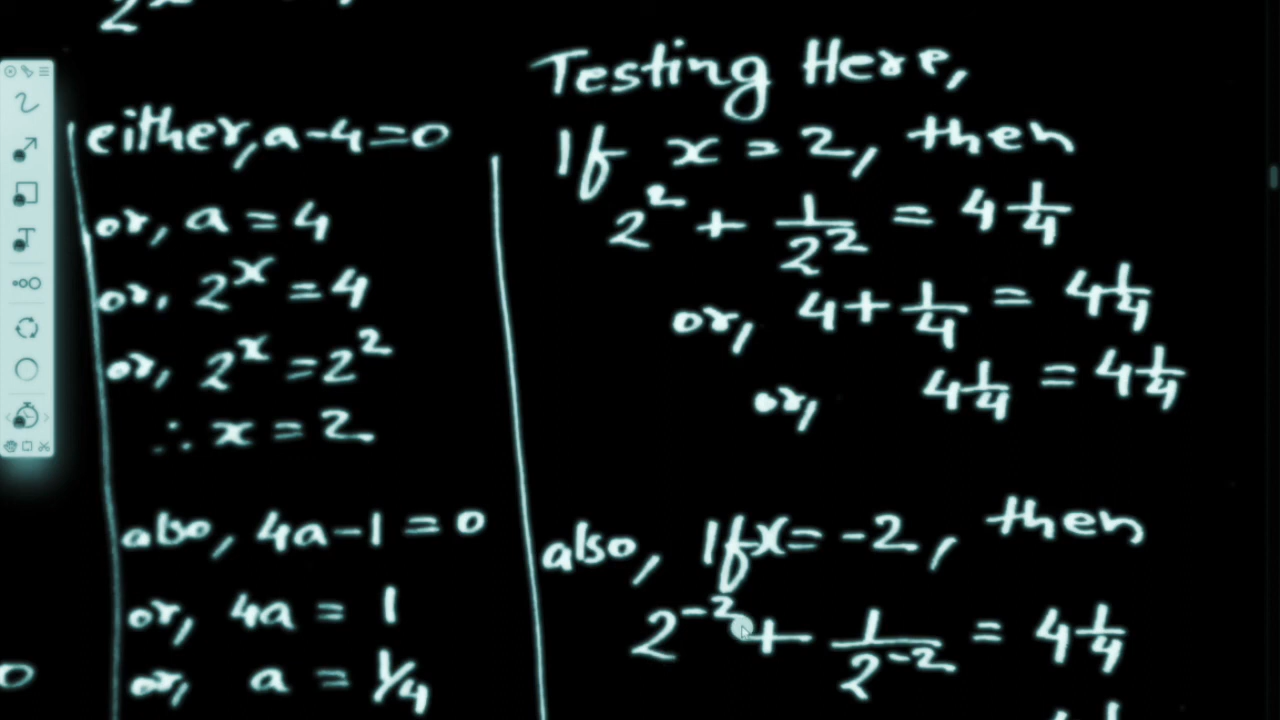 2^x
either, a-4=0
or, a = 4
or, 2^x = 4
or, 2^x = 2^2
∴ x = 2
also, 4a-1 = 0
or, 4a = 1
or, a = 1/4
0
Testing Here,
If x = 2, then
2^2 + 1/2^2 = 4 1/4
or, 4 + 1/4 = 4 1/4
or, 4 1/4 = 4 1/4
also, If x = -2, then
2^-2 + 1/2^-2 = 4 1/4